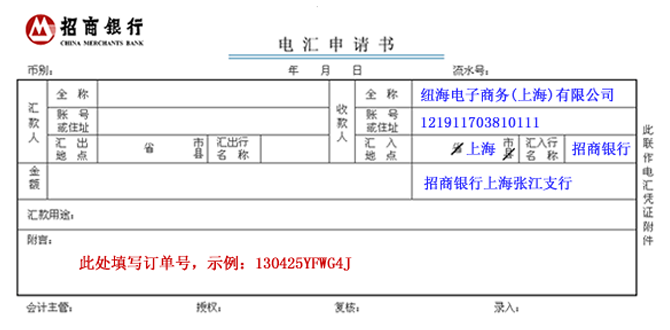 招商银行
CHINA MERCHANTS BANK
电汇申请书
币别: 年 月 日 流水号:
汇款人 全称 收款人 全称 纽海电子商务(上海)有限公司
账号或住址 账号或住址 121911703810111
汇出地点 省 市县 汇出行名称 汇入地点 省 上海 市县 汇入行名称 招商银行
金额 招商银行上海张江支行
汇款用途:
附言:
此处填写订单号，示例：130425YFWG4J
会计主管: 授权: 复核: 录入:
此联作电汇凭证附件